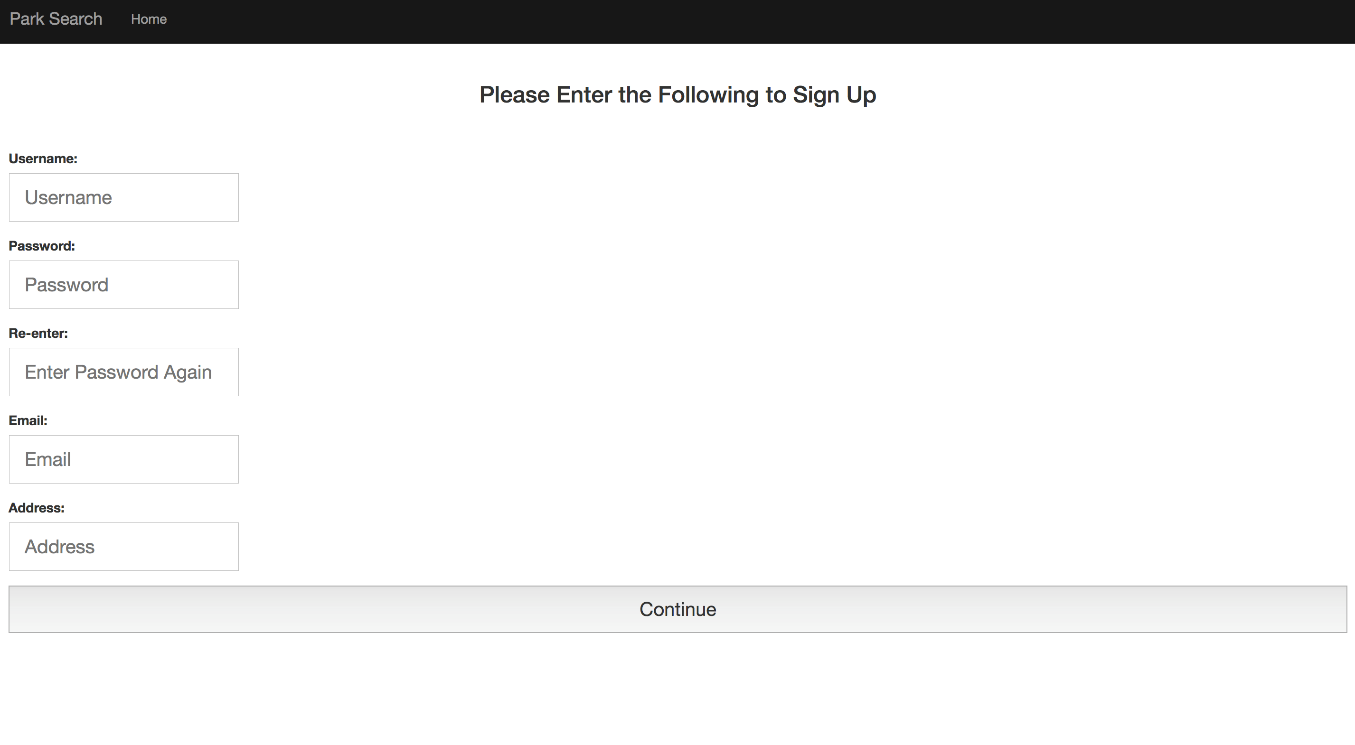 Park Search Home
Please Enter the Following to Sign Up
Username:
Username
Password:
Password
Re-enter:
Enter Password Again
Email:
Email
Address:
Address
Continue